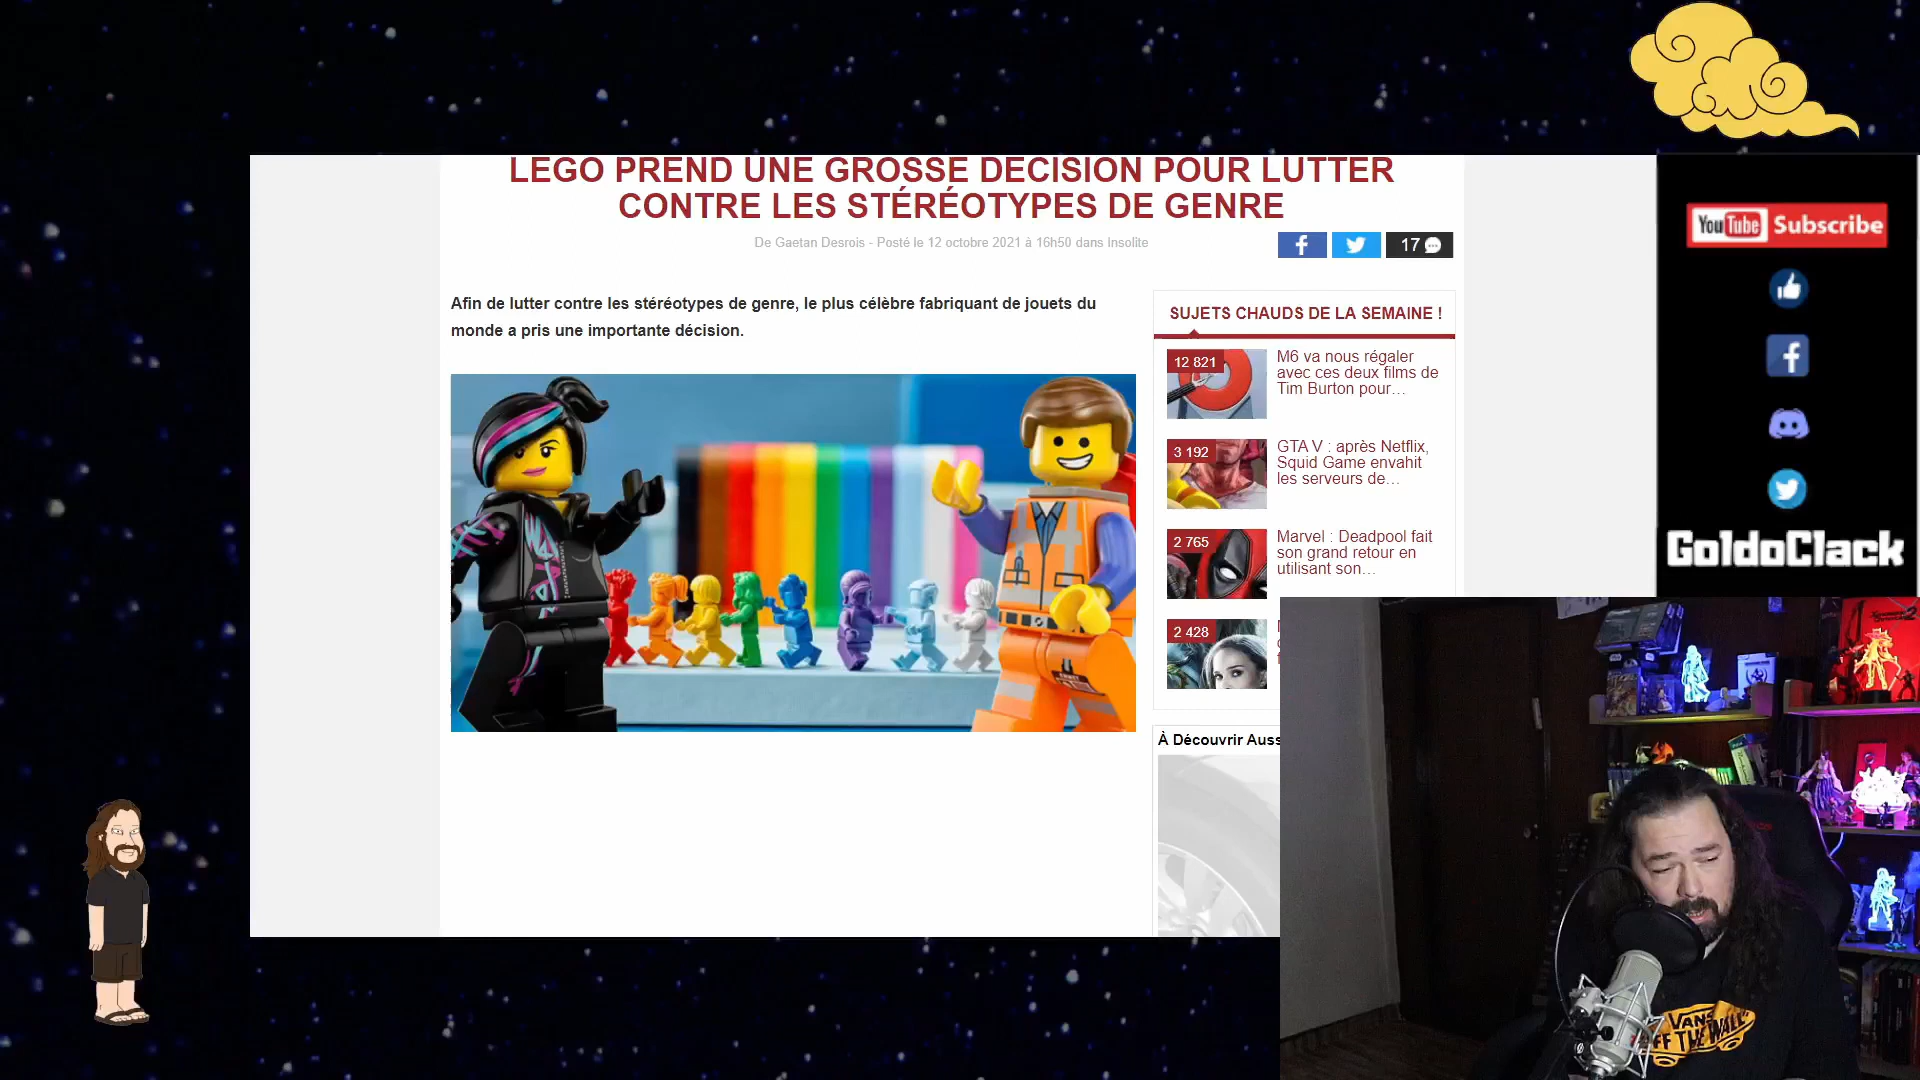 LEGO PREND UNE GROSSE DECISION POUR LUTTER
CONTRE LES STÉRÉOTYPES DE GENRE
De Gaetan Desrois - Posté le 12 octobre 2021 à 16h50 dans Insolite
17
Afin de lutter contre les stéréotypes de genre, le plus célèbre fabriquant de jouets du
monde a pris une importante décision.
SUJETS CHAUDS DE LA SEMAINE !
12 821
M6 va nous régaler
avec ces deux films de
Tim Burton pour…
3 192
GTA V : après Netflix,
Squid Game envahit
les serveurs de…
2 765
Marvel : Deadpool fait
son grand retour en
utilisant son…
2 428
À Découvrir Auss
YouTube Subscribe
GoldoClack
VANS
OFF THE WALL